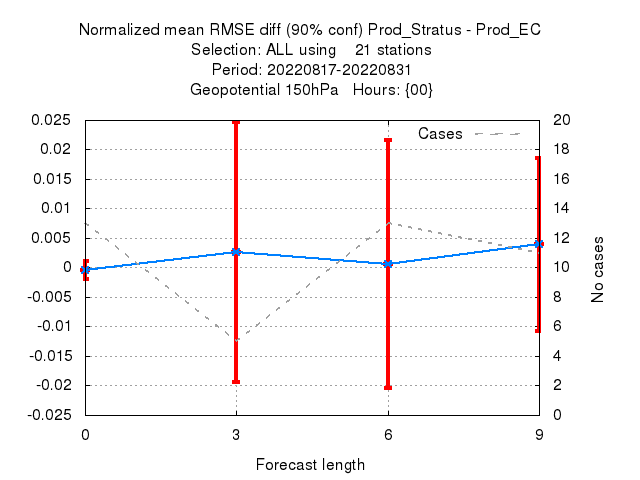 Normalized mean RMSE diff (90% conf) Prod_Stratus - Prod_EC
Selection: ALL using    21 stations
Period: 20220817-20220831
Geopotential 150hPa   Hours: {00}
Cases
0.025
0.02
0.015
0.01
0.005
0
-0.005
-0.01
-0.015
-0.02
-0.025
20
18
16
14
12
10
8
6
4
2
0
No cases
0 3 6 9
Forecast length